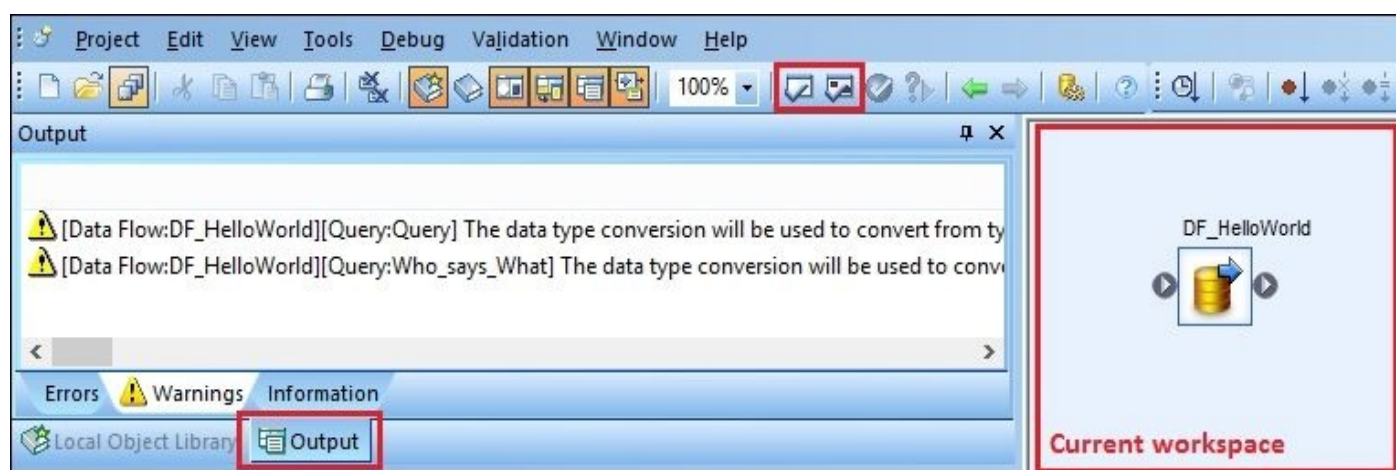 Project Edit View Tools Debug Validation Window Help
100%
Output
[Data Flow:DF_HelloWorld][Query:Query] The data type conversion will be used to convert from ty
[Data Flow:DF_HelloWorld][Query:Who_says_What] The data type conversion will be used to conve
DF_HelloWorld
Errors Warnings Information
Local Object Library Output
Current workspace